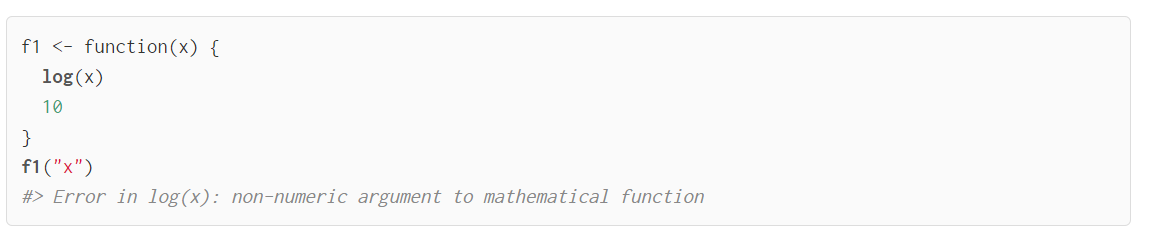 f1 <- function(x) {
  log(x)
  10
}
f1("x")
#> Error in log(x): non-numeric argument to mathematical function